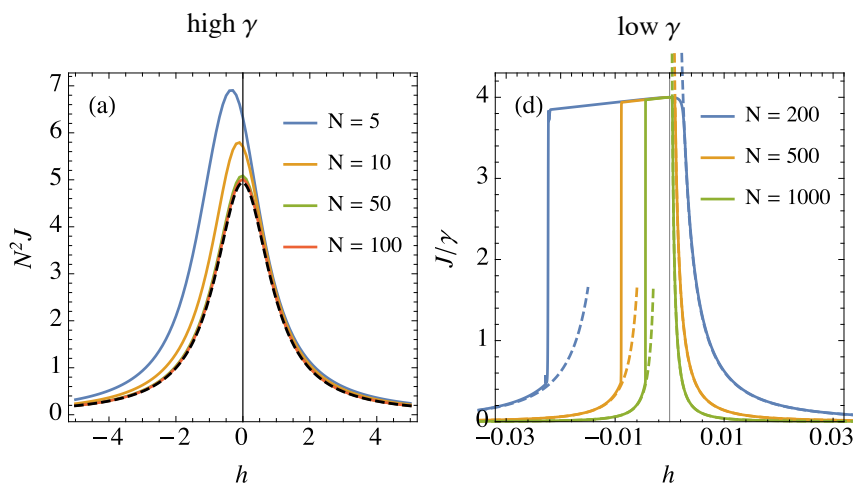 high γ
low γ
(a)
N = 5
N = 10
N = 50
N = 100
7
6
5
4
3
2
1
0
N²J
−4
−2
0
2
4
h
(d)
N = 200
N = 500
N = 1000
4
3
2
1
0
J/γ
−0.03
−0.01
0.01
0.03
h